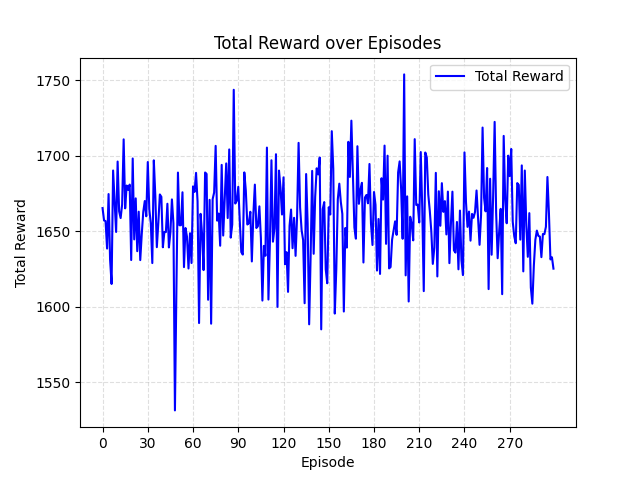 Total Reward over Episodes
Total Reward
1750
1700
1650
1600
1550
Total Reward
0 30 60 90 120 150 180 210 240 270
Episode